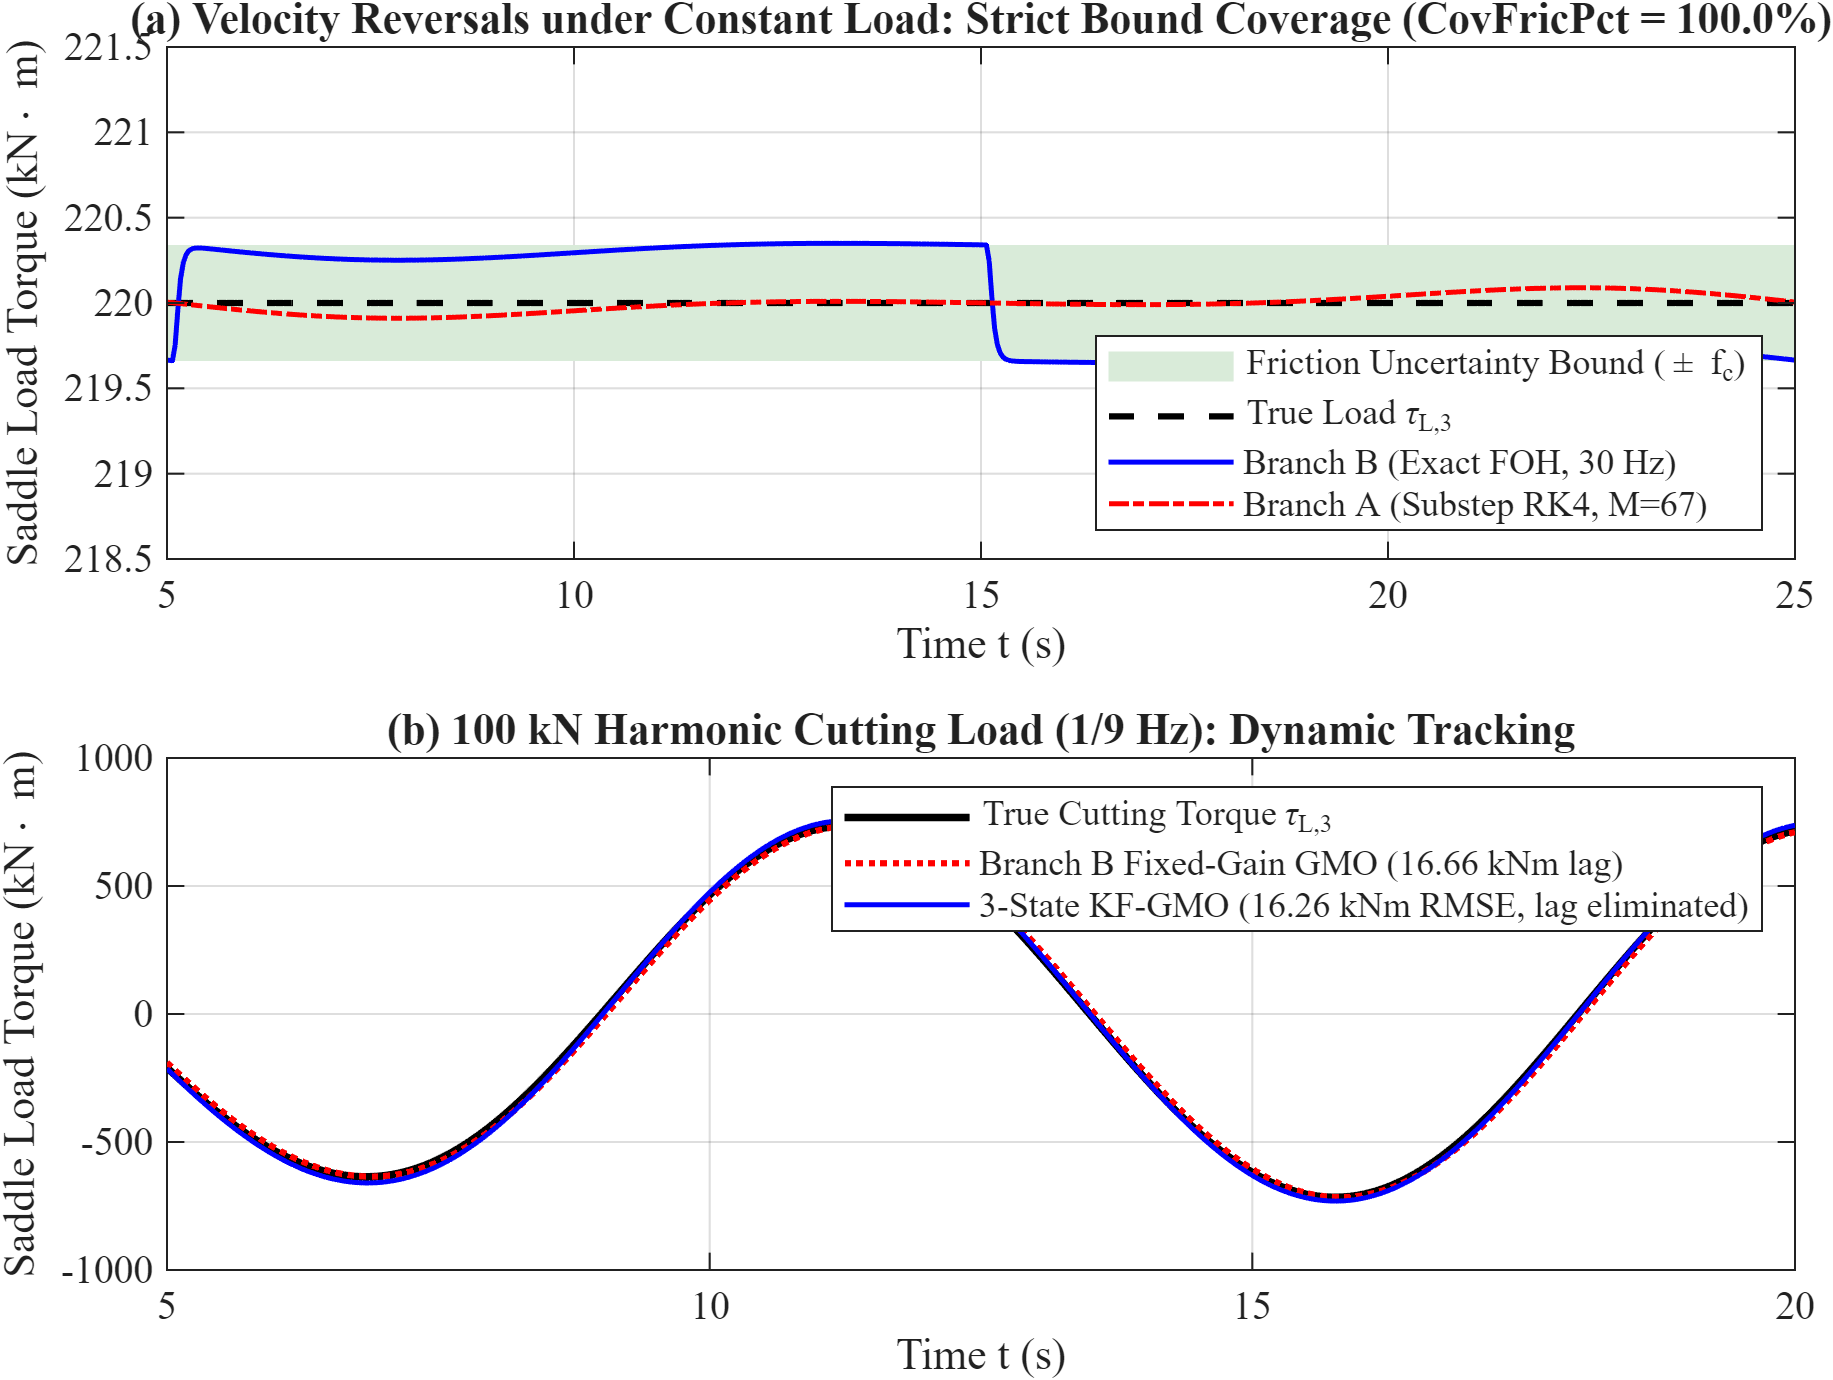 (a) Velocity Reversals under Constant Load: Strict Bound Coverage (CovFricPct = 100.0%)
Saddle Load Torque (kN · m)
221.5
221
220.5
220
219.5
219
218.5
Friction Uncertainty Bound ( ± f_c)
True Load τ_L,3
Branch B (Exact FOH, 30 Hz)
Branch A (Substep RK4, M=67)
5 10 15 20 25
Time t (s)
(b) 100 kN Harmonic Cutting Load (1/9 Hz): Dynamic Tracking
Saddle Load Torque (kN · m)
1000
500
0
-500
-1000
True Cutting Torque τ_L,3
Branch B Fixed-Gain GMO (16.66 kNm lag)
3-State KF-GMO (16.26 kNm RMSE, lag eliminated)
5 10 15 20
Time t (s)